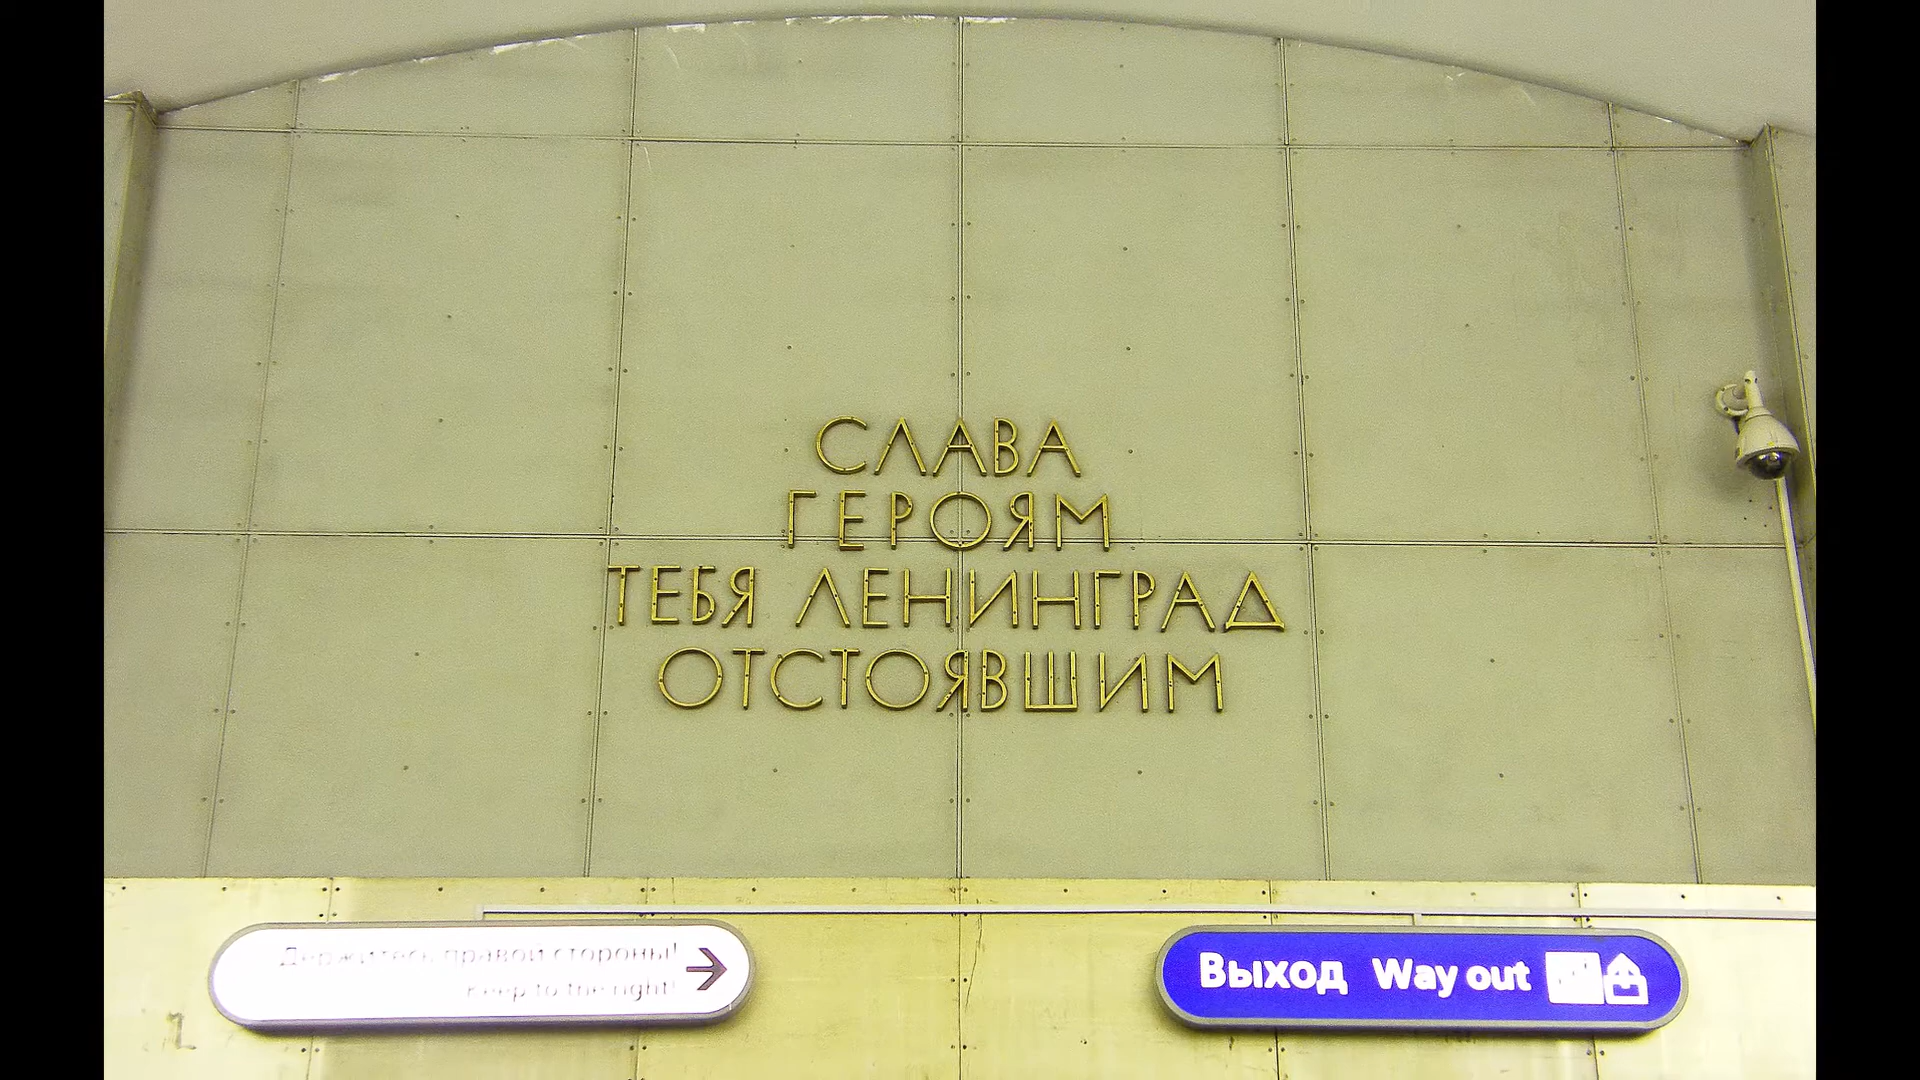 СЛАВА
ГЕРОЯМ
ТЕБЯ ЛЕНИНГРАД
ОТСТОЯВШИМ
Держитесь правой стороны!
Keep to the right!
Выход Way out